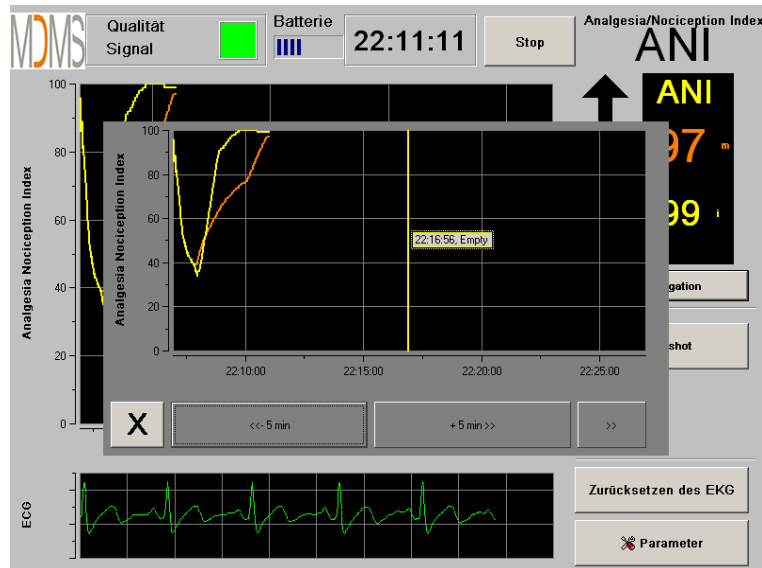 MDMS
Qualität
Signal
Batterie
22:11:11
Stop
Analgesia/Nociception Index
ANI
ANI
97 m
99 i
Analgesia Nociception Index
100
80
60
40
20
0
Analgesia Nociception Index
100
80
60
40
20
0
22:16:56, Empty
22:10:00
22:15:00
22:20:00
22:25:00
X
<<- 5 min
+ 5 min >>
>>
gation
shot
ECG
Zurücksetzen des EKG
Parameter